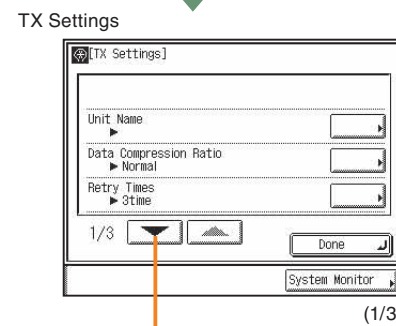 TX Settings
[TX Settings]
Unit Name
▶
Data Compression Ratio
▶ Normal
Retry Times
▶ 3time
1/3
Done
System Monitor
(1/3